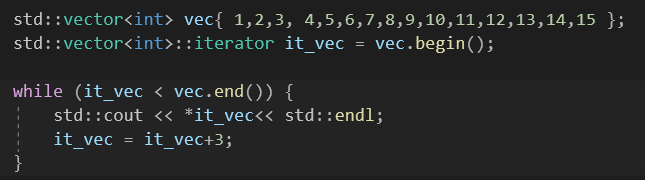 std::vector<int> vec{ 1,2,3, 4,5,6,7,8,9,10,11,12,13,14,15 };
std::vector<int>::iterator it_vec = vec.begin();
while (it_vec < vec.end()) {
std::cout << *it_vec<< std::endl;
it_vec = it_vec+3;
}